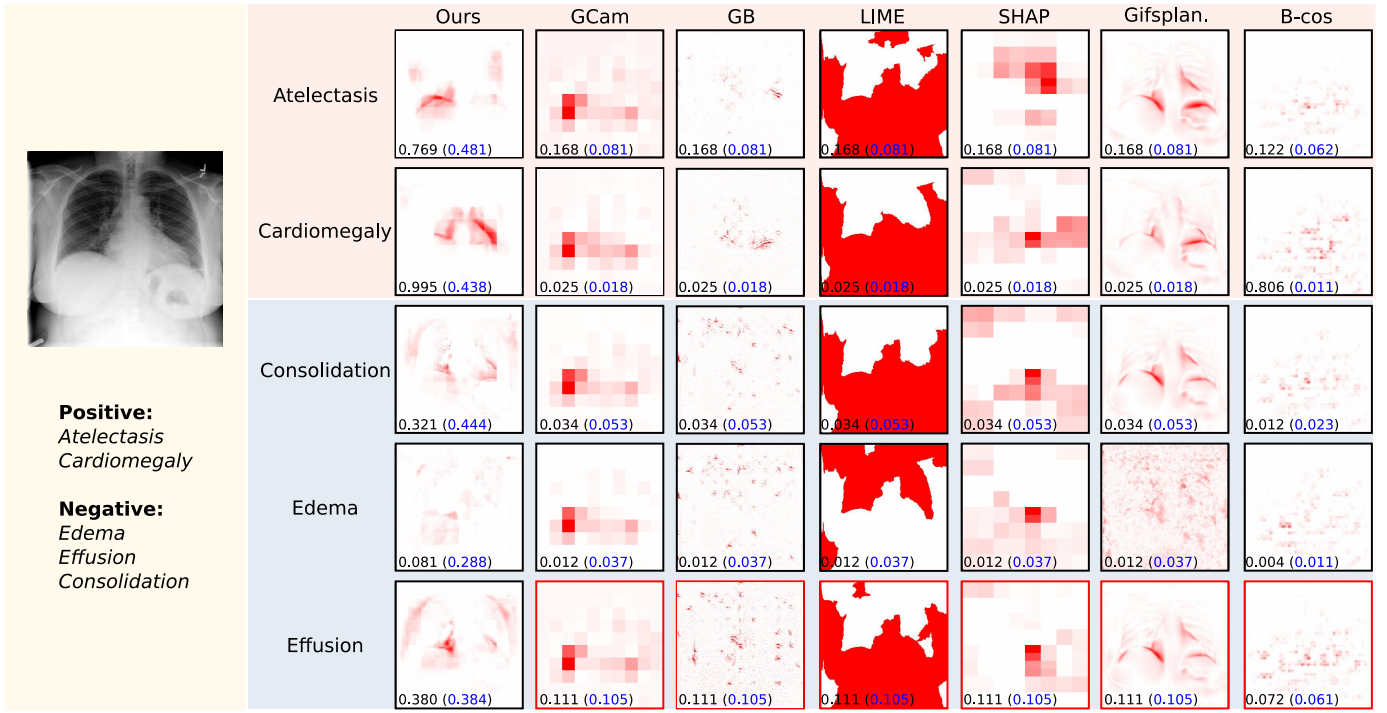 Ours GCam GB LIME SHAP Gifsplan. B-cos
Atelectasis
0.769 (0.481) 0.168 (0.081) 0.168 (0.081) 0.168 (0.081) 0.168 (0.081) 0.168 (0.081) 0.122 (0.062)
Cardiomegaly
0.995 (0.438) 0.025 (0.018) 0.025 (0.018) 0.025 (0.018) 0.025 (0.018) 0.025 (0.018) 0.806 (0.011)
Consolidation
0.321 (0.444) 0.034 (0.053) 0.034 (0.053) 0.034 (0.053) 0.034 (0.053) 0.034 (0.053) 0.012 (0.023)
Edema
0.081 (0.288) 0.012 (0.037) 0.012 (0.037) 0.012 (0.037) 0.012 (0.037) 0.012 (0.037) 0.004 (0.011)
Effusion
0.380 (0.384) 0.111 (0.105) 0.111 (0.105) 0.111 (0.105) 0.111 (0.105) 0.111 (0.105) 0.072 (0.061)
Positive:
Atelectasis
Cardiomegaly
Negative:
Edema
Effusion
Consolidation